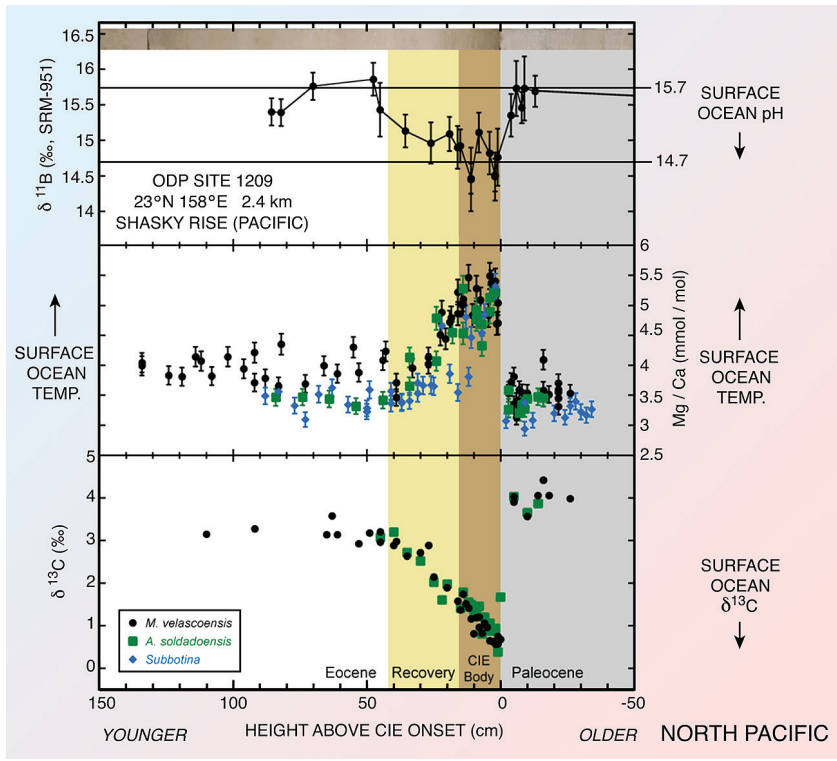 16.5
16
15.5
15
14.5
14
δ ¹¹B (‰, SRM-951)
15.7
14.7
SURFACE
OCEAN pH
ODP SITE 1209
23°N 158°E 2.4 km
SHASKY RISE (PACIFIC)
6
5.5
5
4.5
4
3.5
3
2.5
Mg / Ca (mmol / mol)
SURFACE
OCEAN
TEMP.
SURFACE
OCEAN
TEMP.
5
4
3
2
1
0
δ ¹³C (‰)
SURFACE
OCEAN
δ¹³C
M. velascoensis
A. soldadoensis
Subbotina
Eocene
Recovery
CIE
Body
Paleocene
150
100
50
0
-50
YOUNGER
HEIGHT ABOVE CIE ONSET (cm)
OLDER
NORTH PACIFIC